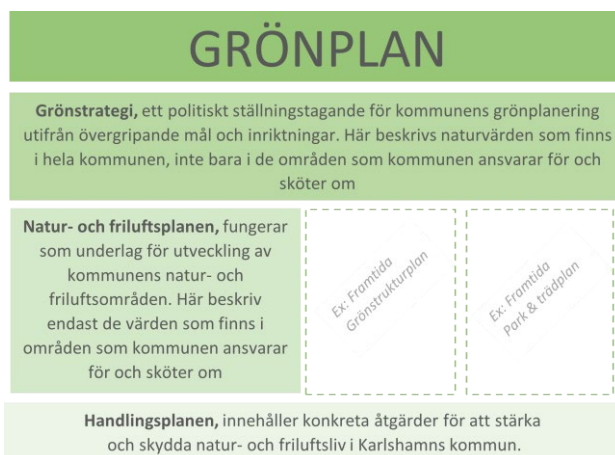 GRÖNPLAN
Grönstrategi, ett politiskt ställningstagande för kommunens grönplanering
utifrån övergripande mål och inriktningar. Här beskrivs naturvärden som finns
i hela kommunen, inte bara i de områden som kommunen ansvarar för och
sköter om
Natur- och friluftsplanen, fungerar
som underlag för utveckling av
kommunens natur- och
friluftsområden. Här beskriv
endast de värden som finns i
områden som kommunen ansvarar
för och sköter om
Ex: Framtida
Grönstrukturplan
Ex: Framtida
Park & trädplan
Handlingsplanen, innehåller konkreta åtgärder för att stärka
och skydda natur- och friluftsliv i Karlshamns kommun.